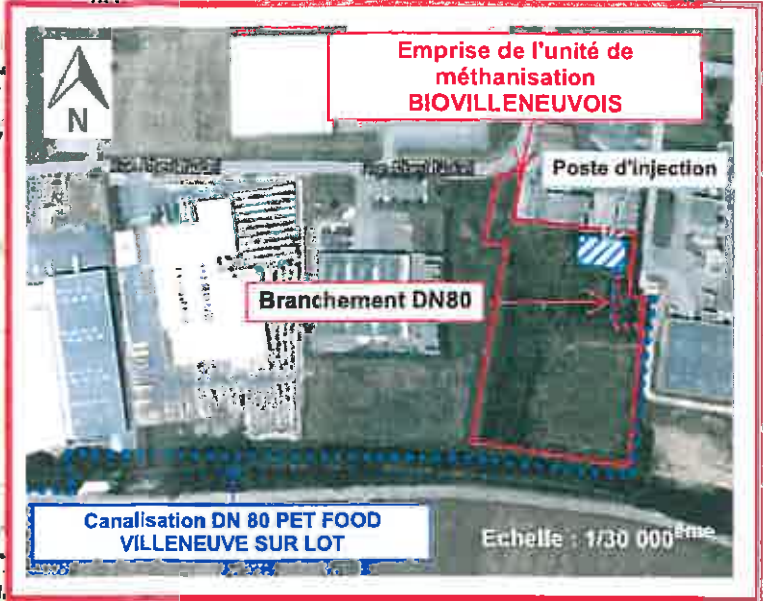 Emprise de l'unité de
méthanisation
BIOVILLENEUVOIS
N
Poste d'injection
Branchement DN80
Canalisation DN 80 PET FOOD
VILLENEUVE SUR LOT
Echelle : 1/30 000ème